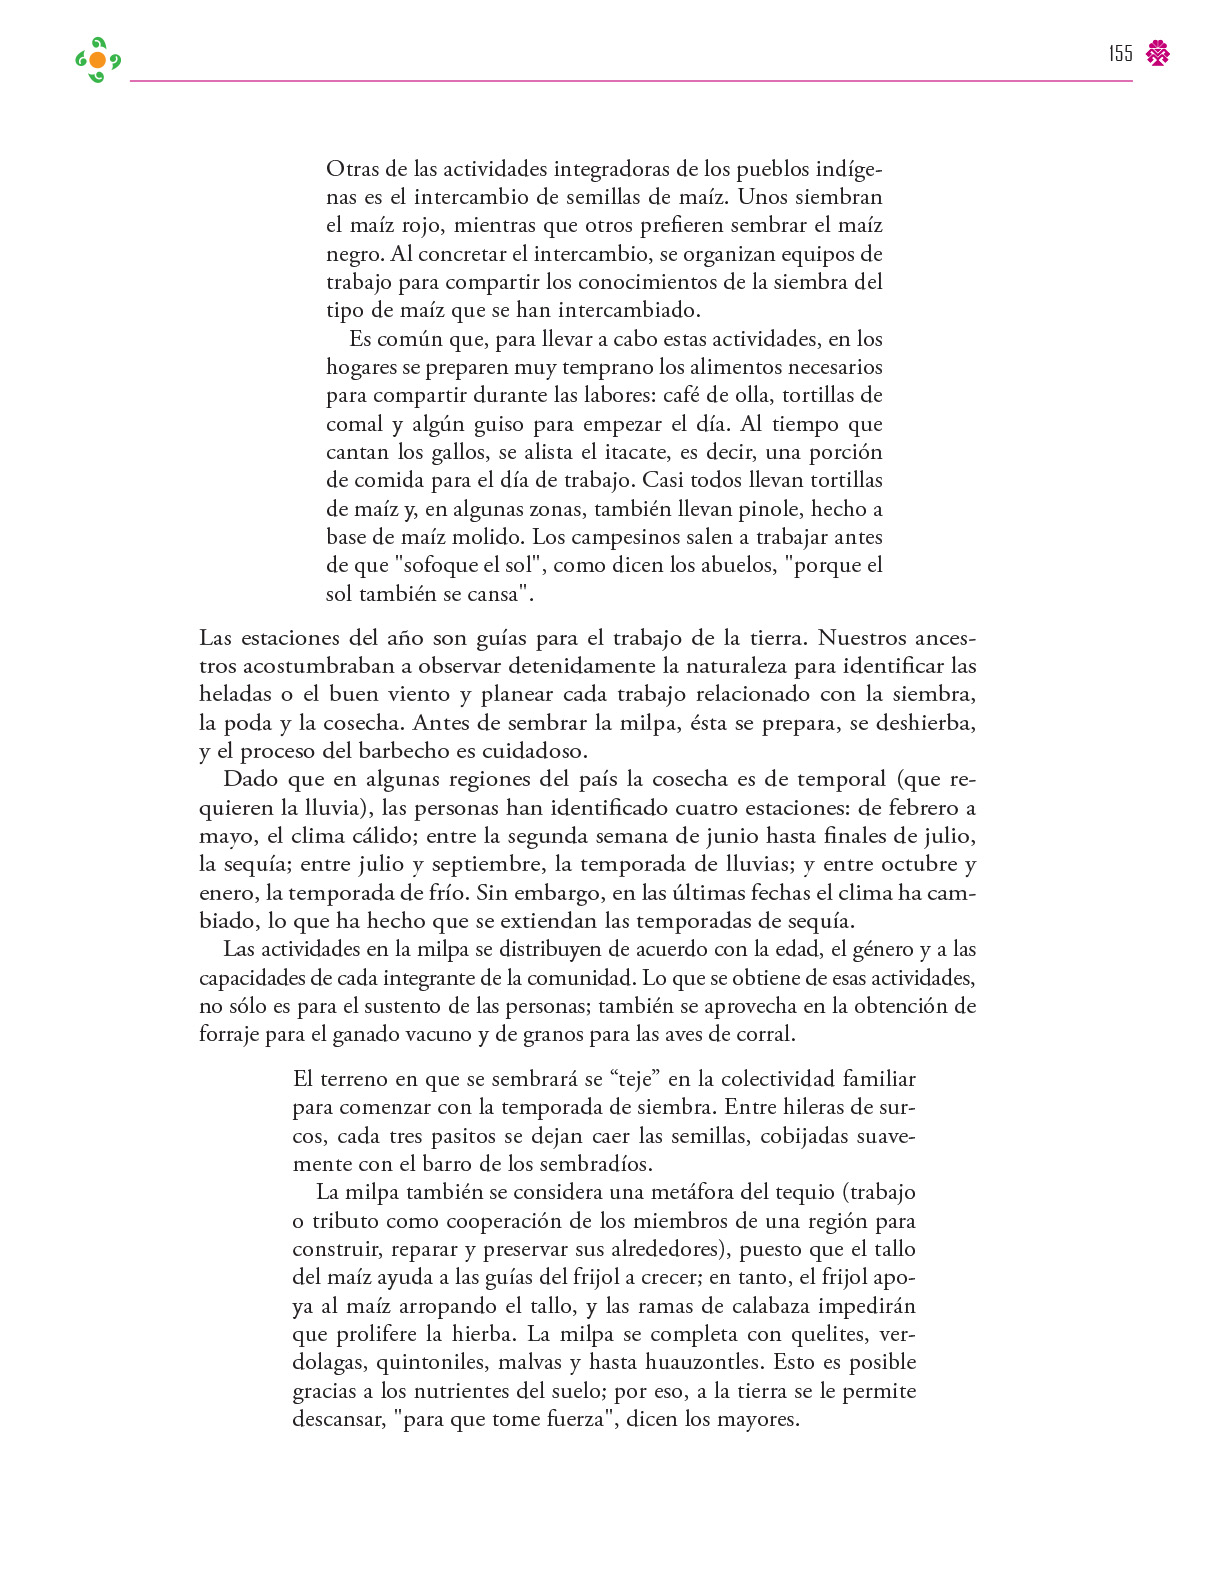 155
Otras de las actividades integradoras de los pueblos indíge-
nas es el intercambio de semillas de maíz. Unos siembran
el maíz rojo, mientras que otros prefieren sembrar el maíz
negro. Al concretar el intercambio, se organizan equipos de
trabajo para compartir los conocimientos de la siembra del
tipo de maíz que se han intercambiado.
Es común que, para llevar a cabo estas actividades, en los
hogares se preparen muy temprano los alimentos necesarios
para compartir durante las labores: café de olla, tortillas de
comal y algún guiso para empezar el día. Al tiempo que
cantan los gallos, se alista el itacate, es decir, una porción
de comida para el día de trabajo. Casi todos llevan tortillas
de maíz y, en algunas zonas, también llevan pinole, hecho a
base de maíz molido. Los campesinos salen a trabajar antes
de que "sofoque el sol", como dicen los abuelos, "porque el
sol también se cansa".
Las estaciones del año son guías para el trabajo de la tierra. Nuestros ances-
tros acostumbraban a observar detenidamente la naturaleza para identificar las
heladas o el buen viento y planear cada trabajo relacionado con la siembra,
la poda y la cosecha. Antes de sembrar la milpa, ésta se prepara, se deshierba,
y el proceso del barbecho es cuidadoso.
Dado que en algunas regiones del país la cosecha es de temporal (que re-
quieren la lluvia), las personas han identificado cuatro estaciones: de febrero a
mayo, el clima cálido; entre la segunda semana de junio hasta finales de julio,
la sequía; entre julio y septiembre, la temporada de lluvias; y entre octubre y
enero, la temporada de frío. Sin embargo, en las últimas fechas el clima ha cam-
biado, lo que ha hecho que se extiendan las temporadas de sequía.
Las actividades en la milpa se distribuyen de acuerdo con la edad, el género y a las
capacidades de cada integrante de la comunidad. Lo que se obtiene de esas actividades,
no sólo es para el sustento de las personas; también se aprovecha en la obtención de
forraje para el ganado vacuno y de granos para las aves de corral.
El terreno en que se sembrará se “teje” en la colectividad familiar
para comenzar con la temporada de siembra. Entre hileras de sur-
cos, cada tres pasitos se dejan caer las semillas, cobijadas suave-
mente con el barro de los sembradíos.
La milpa también se considera una metáfora del tequio (trabajo
o tributo como cooperación de los miembros de una región para
construir, reparar y preservar sus alrededores), puesto que el tallo
del maíz ayuda a las guías del frijol a crecer; en tanto, el frijol apo-
ya al maíz arropando el tallo, y las ramas de calabaza impedirán
que prolifere la hierba. La milpa se completa con quelites, ver-
dolagas, quintoniles, malvas y hasta huauzontles. Esto es posible
gracias a los nutrientes del suelo; por eso, a la tierra se le permite
descansar, "para que tome fuerza", dicen los mayores.